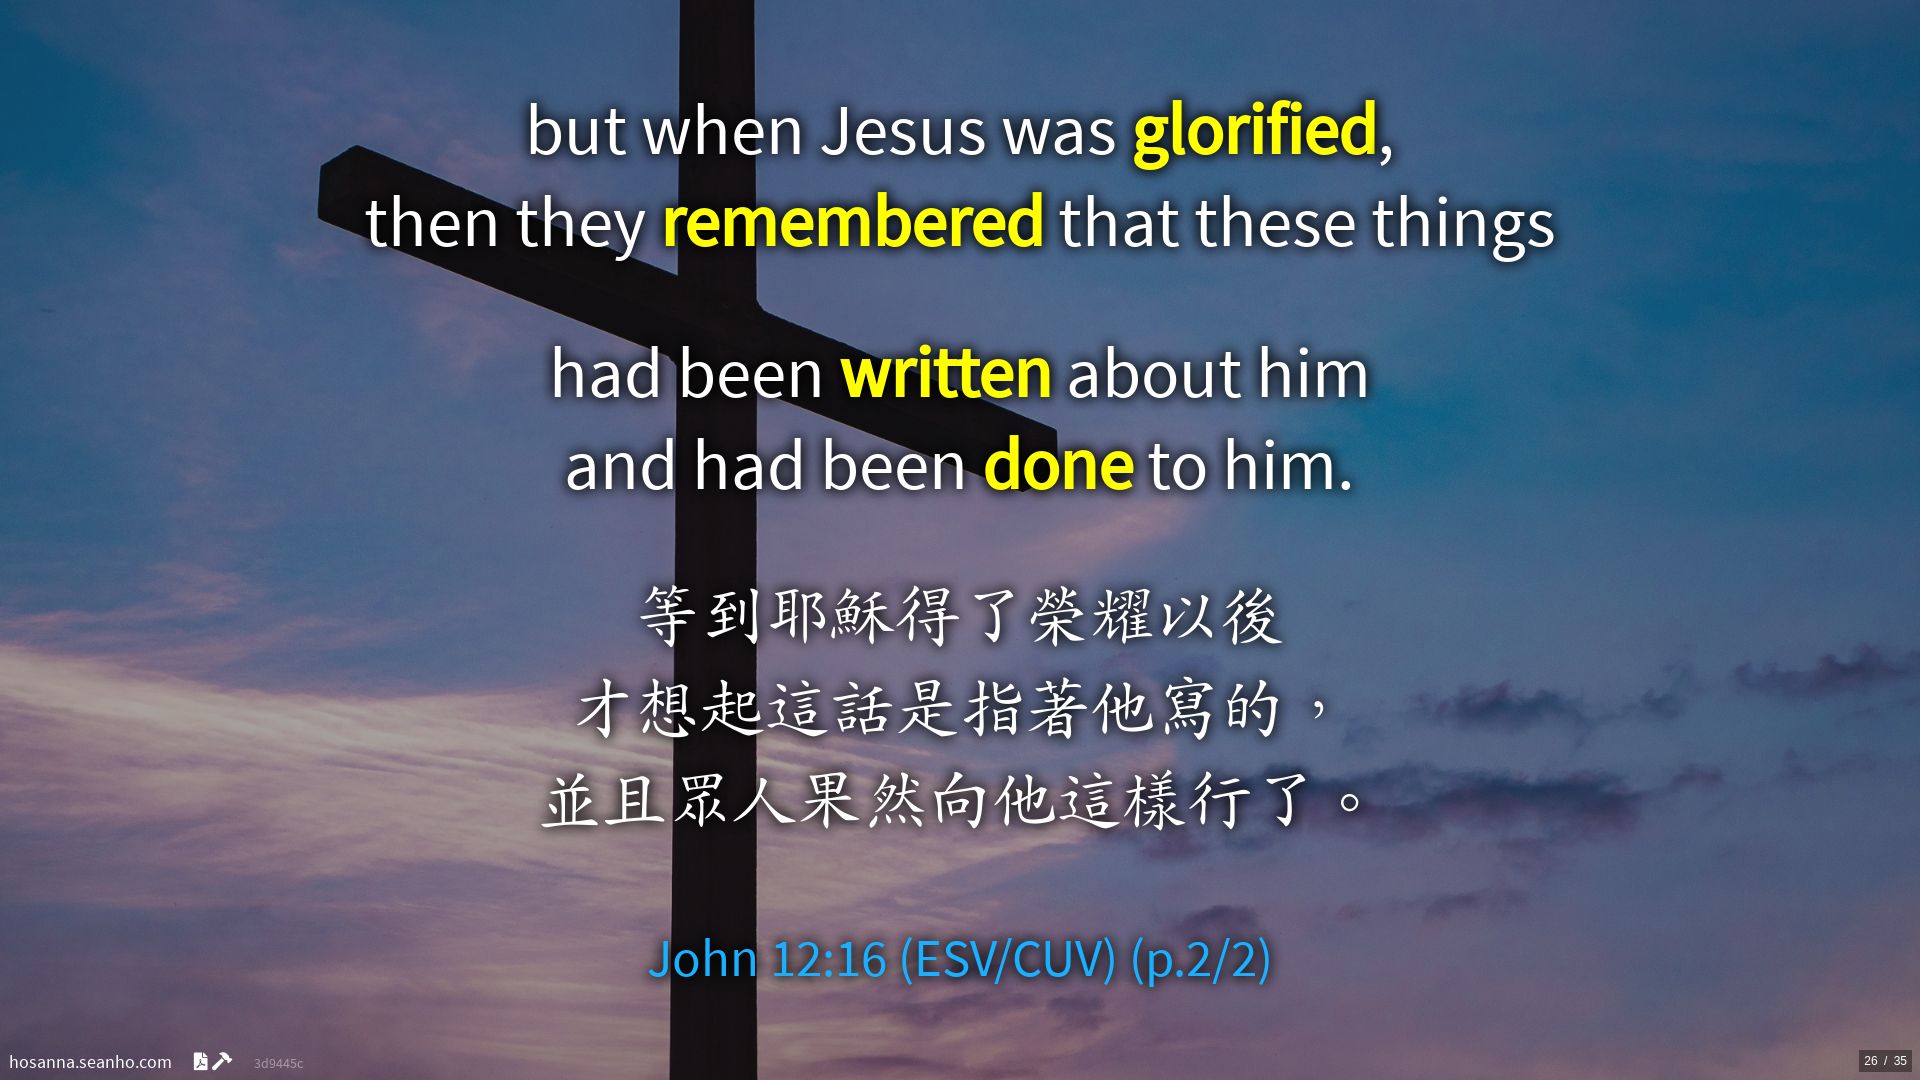 but when Jesus was glorified,
then they remembered that these things
had been written about him
and had been done to him.
等到耶穌得了榮耀以後
才想起這話是指著他寫的，
並且眾人果然向他這樣行了。
John 12:16 (ESV/CUV) (p.2/2)
hosanna.seanho.com 3d9445c
26 / 35